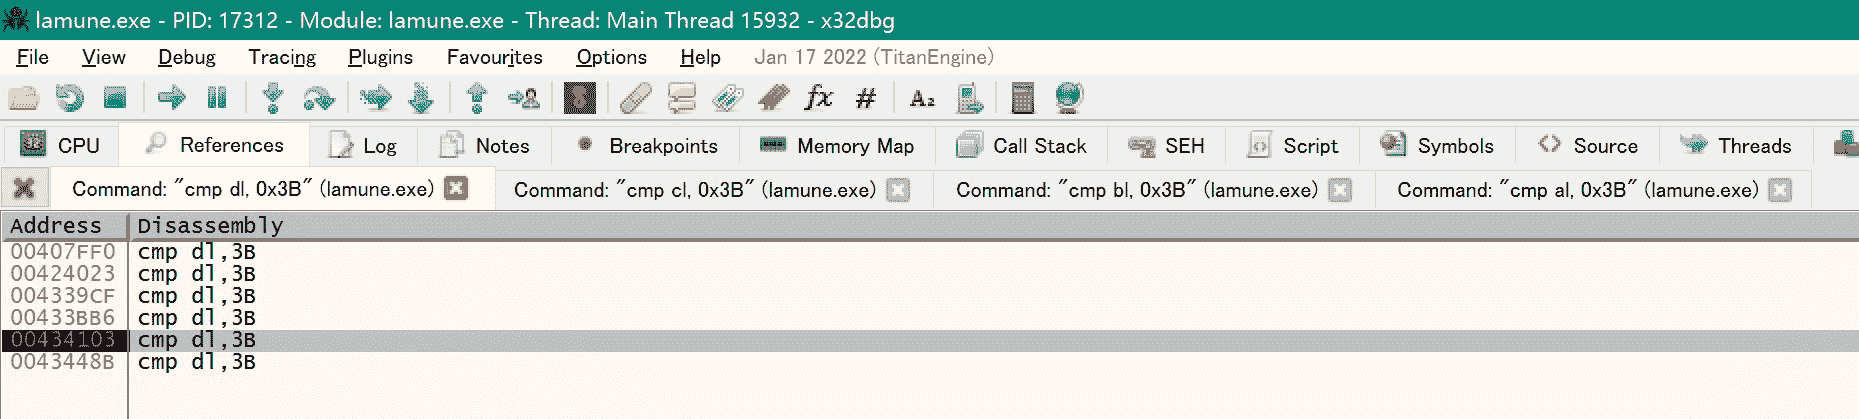 lamune.exe - PID: 17312 - Module: lamune.exe - Thread: Main Thread 15932 - x32dbg
File View Debug Tracing Plugins Favourites Options Help Jan 17 2022 (TitanEngine)
fx # A₂
CPU References Log Notes Breakpoints Memory Map Call Stack SEH Script Symbols Source Threads
Command: "cmp dl, 0x3B" (lamune.exe) Command: "cmp cl, 0x3B" (lamune.exe) Command: "cmp bl, 0x3B" (lamune.exe) Command: "cmp al, 0x3B" (lamune.exe)
Address Disassembly
00407FF0 cmp dl,3B
00424023 cmp dl,3B
004339CF cmp dl,3B
00433BB6 cmp dl,3B
00434103 cmp dl,3B
0043448B cmp dl,3B